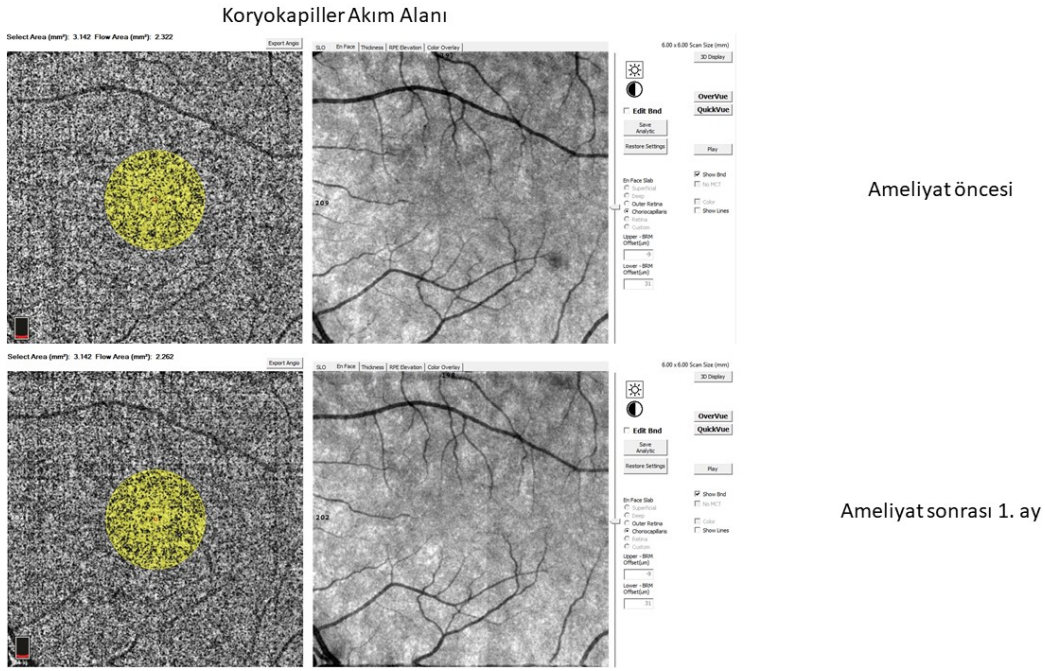 Koryokapiller Akım Alanı
Select Area (mm²): 3.142 Flow Area (mm²): 2.322
Export Angio
SLO En Face Thickness RPE Elevation Color Overlay
6.00 x 6.00 Scan Size (mm)
3D Display
OverVue
Edit Bnd
QuickVue
Save Analytic
Restore Settings
Play
En Face Slab
Show Bnd
Superficial
No MCT
Deep
Outer Retina
Color
Choriocapillaris
Show Lines
Retina
Custom
Upper - BRM
Offset(um)
-9
Lower - BRM
Offset(um)
31
209
Ameliyat öncesi
Select Area (mm²): 3.142 Flow Area (mm²): 2.262
Export Angio
SLO En Face Thickness RPE Elevation Color Overlay
6.00 x 6.00 Scan Size (mm)
3D Display
OverVue
Edit Bnd
QuickVue
Save Analytic
Restore Settings
Play
En Face Slab
Show Bnd
Superficial
No MCT
Deep
Outer Retina
Color
Choriocapillaris
Show Lines
Retina
Custom
Upper - BRM
Offset(um)
-9
Lower - BRM
Offset(um)
31
202
Ameliyat sonrası 1. ay